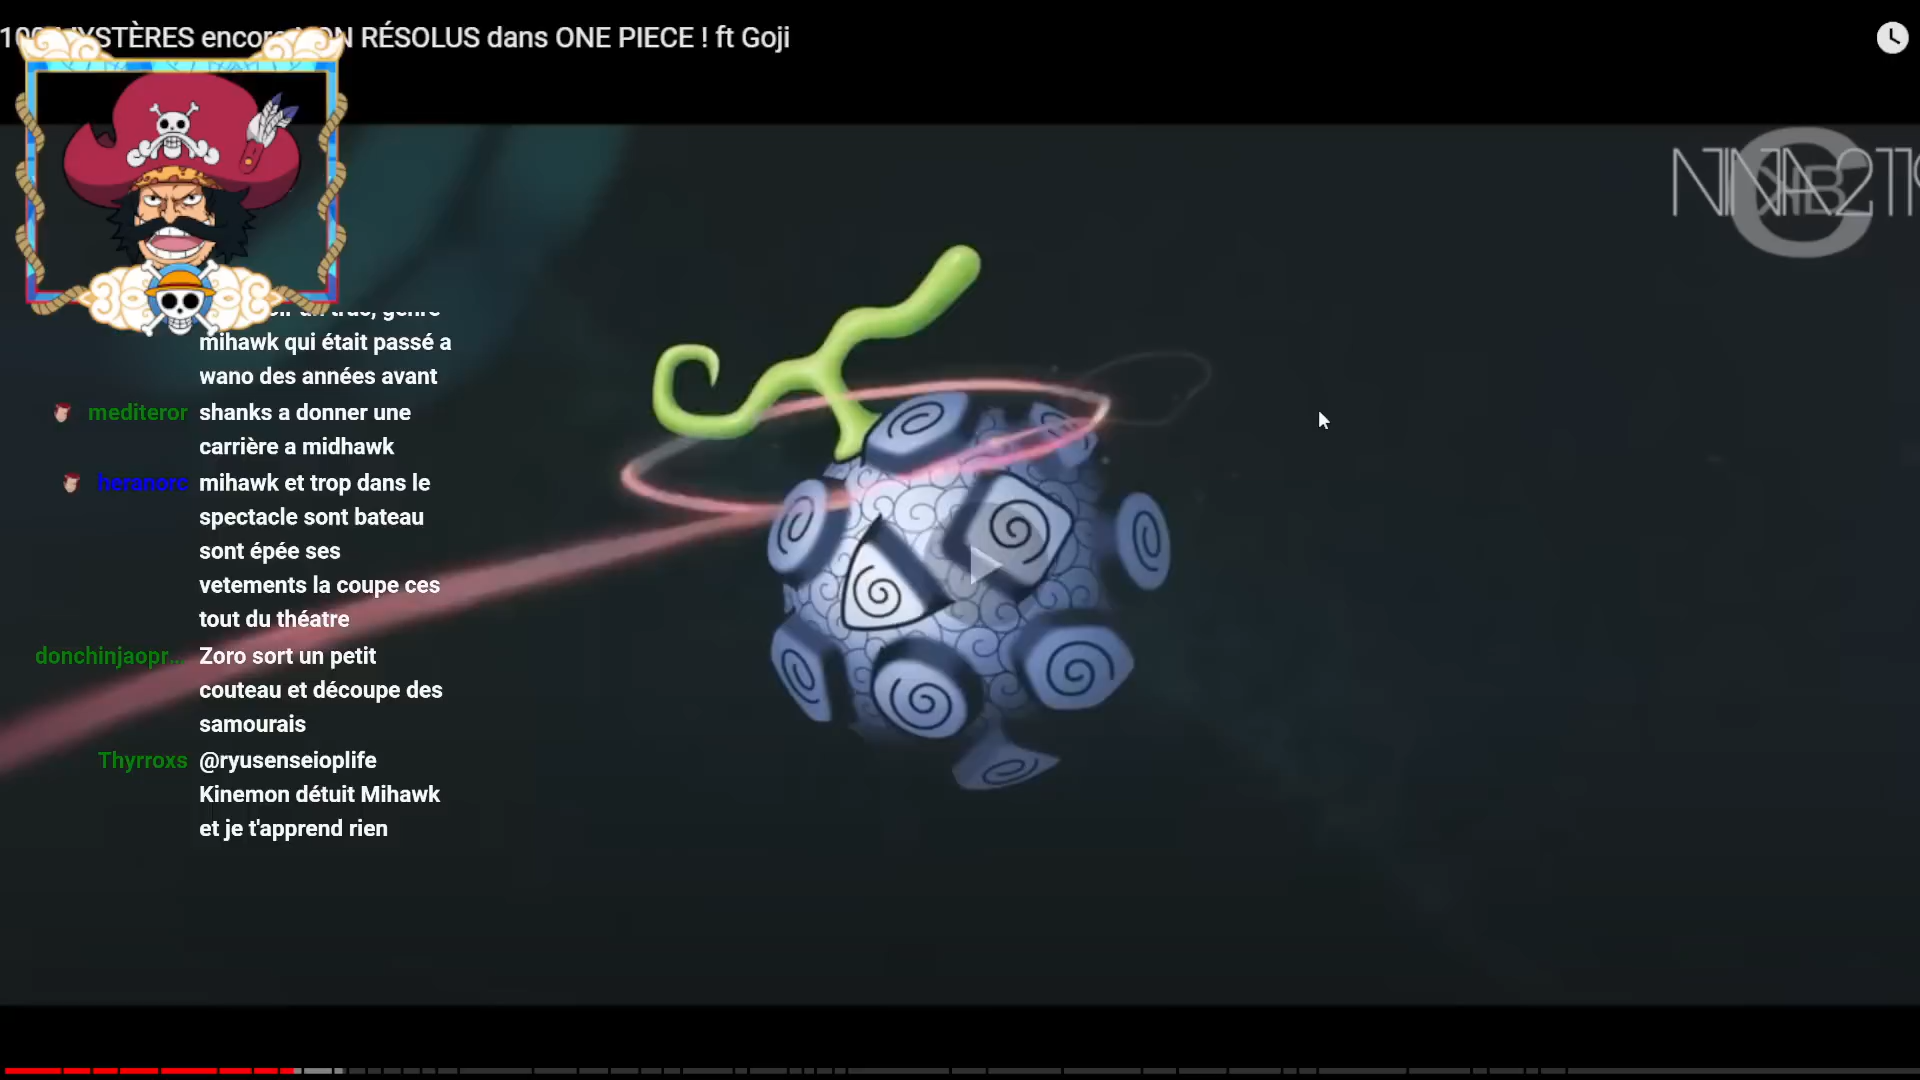 RÉSOLUS dans ONE PIECE ! ft Goji
mihawk qui était passé a
wano des années avant
mediteror shanks a donner une
carrière a midhawk
heranorc mihawk et trop dans le
spectacle sont bateau
sont épée ses
vetements la coupe ces
tout du théatre
donchinjaopr... Zoro sort un petit
couteau et découpe des
samourais
Thyrroxs @ryusenseioplife
Kinemon détuit Mihawk
et je t'apprend rien